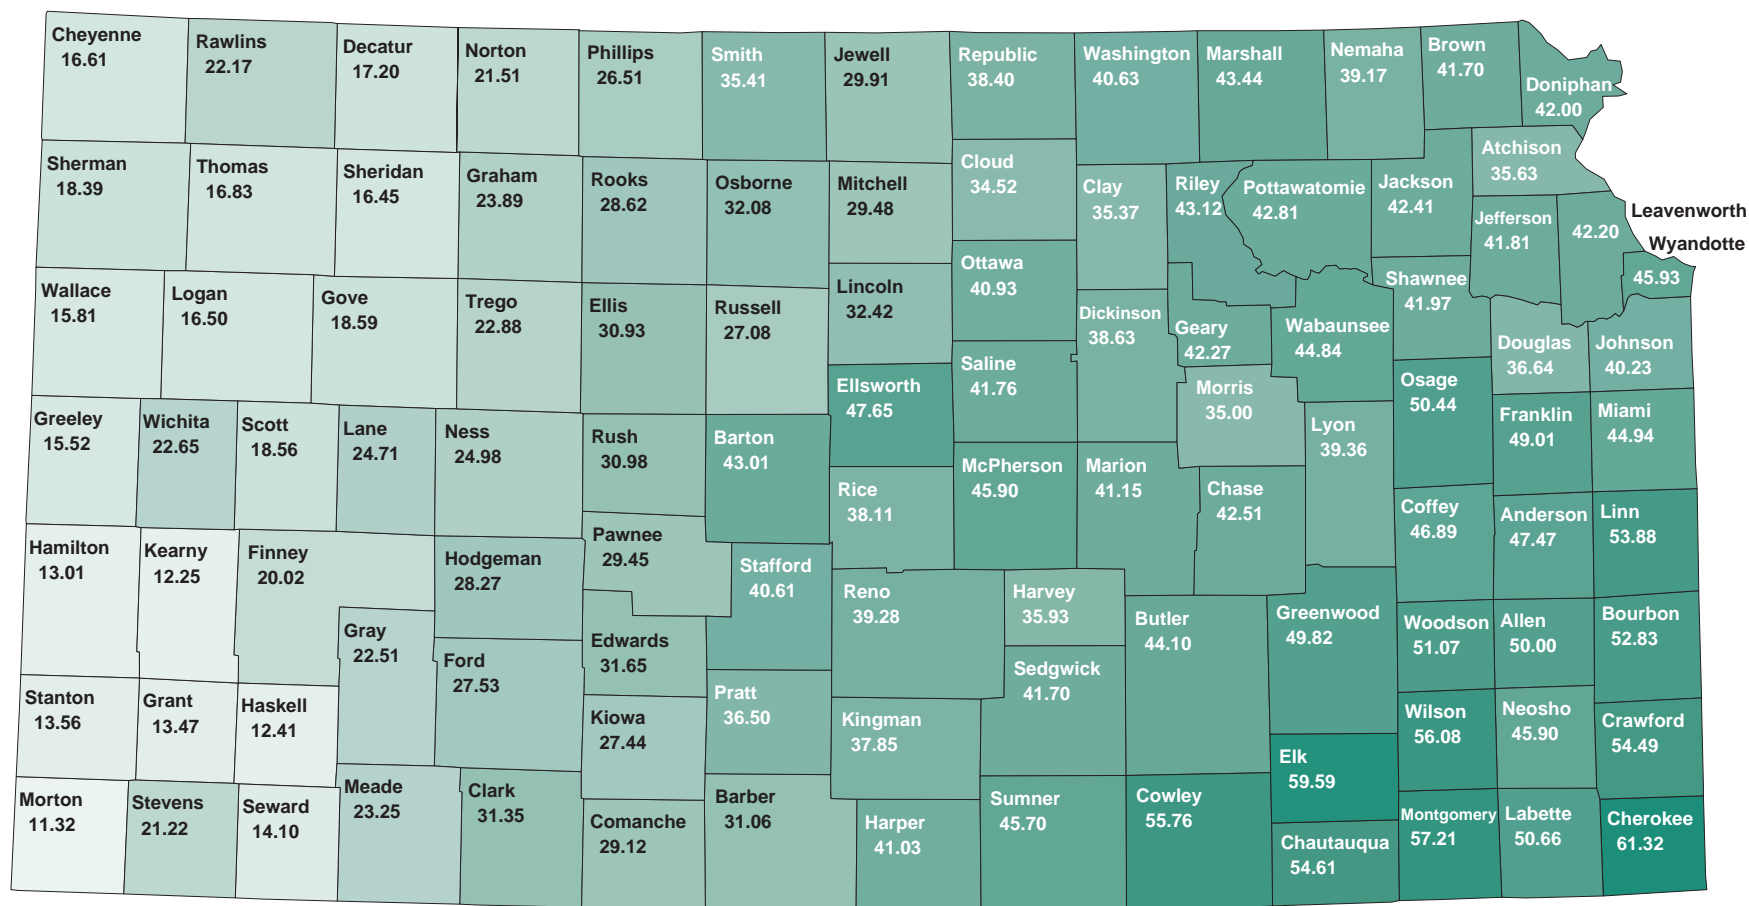 Cheyenne
16.61
Rawlins
22.17
Decatur
17.20
Norton
21.51
Phillips
26.51
Smith
35.41
Jewell
29.91
Republic
38.40
Washington
40.63
Marshall
43.44
Nemaha
39.17
Brown
41.70
Doniphan
42.00
Sherman
18.39
Thomas
16.83
Sheridan
16.45
Graham
23.89
Rooks
28.62
Osborne
32.08
Mitchell
29.48
Cloud
34.52
Clay
35.37
Riley
43.12
Pottawatomie
42.81
Jackson
42.41
Atchison
35.63
Jefferson
41.81
Leavenworth
42.20
Wyandotte
45.93
Wallace
15.81
Logan
16.50
Gove
18.59
Trego
22.88
Ellis
30.93
Russell
27.08
Lincoln
32.42
Ottawa
40.93
Dickinson
38.63
Geary
42.27
Wabaunsee
44.84
Shawnee
41.97
Douglas
36.64
Johnson
40.23
Ellsworth
47.65
Saline
41.76
Morris
35.00
Osage
50.44
Greeley
15.52
Wichita
22.65
Scott
18.56
Lane
24.71
Ness
24.98
Rush
30.98
Barton
43.01
Rice
38.11
McPherson
45.90
Marion
41.15
Chase
42.51
Lyon
39.36
Franklin
49.01
Miami
44.94
Coffey
46.89
Anderson
47.47
Linn
53.88
Hamilton
13.01
Kearny
12.25
Finney
20.02
Hodgeman
28.27
Pawnee
29.45
Stafford
40.61
Reno
39.28
Harvey
35.93
Butler
44.10
Greenwood
49.82
Woodson
51.07
Allen
50.00
Bourbon
52.83
Gray
22.51
Ford
27.53
Edwards
31.65
Sedgwick
41.70
Stanton
13.56
Grant
13.47
Haskell
12.41
Kiowa
27.44
Pratt
36.50
Kingman
37.85
Elk
59.59
Wilson
56.08
Neosho
45.90
Crawford
54.49
Morton
11.32
Stevens
21.22
Seward
14.10
Meade
23.25
Clark
31.35
Comanche
29.12
Barber
31.06
Harper
41.03
Sumner
45.70
Cowley
55.76
Chautauqua
54.61
Montgomery
57.21
Labette
50.66
Cherokee
61.32